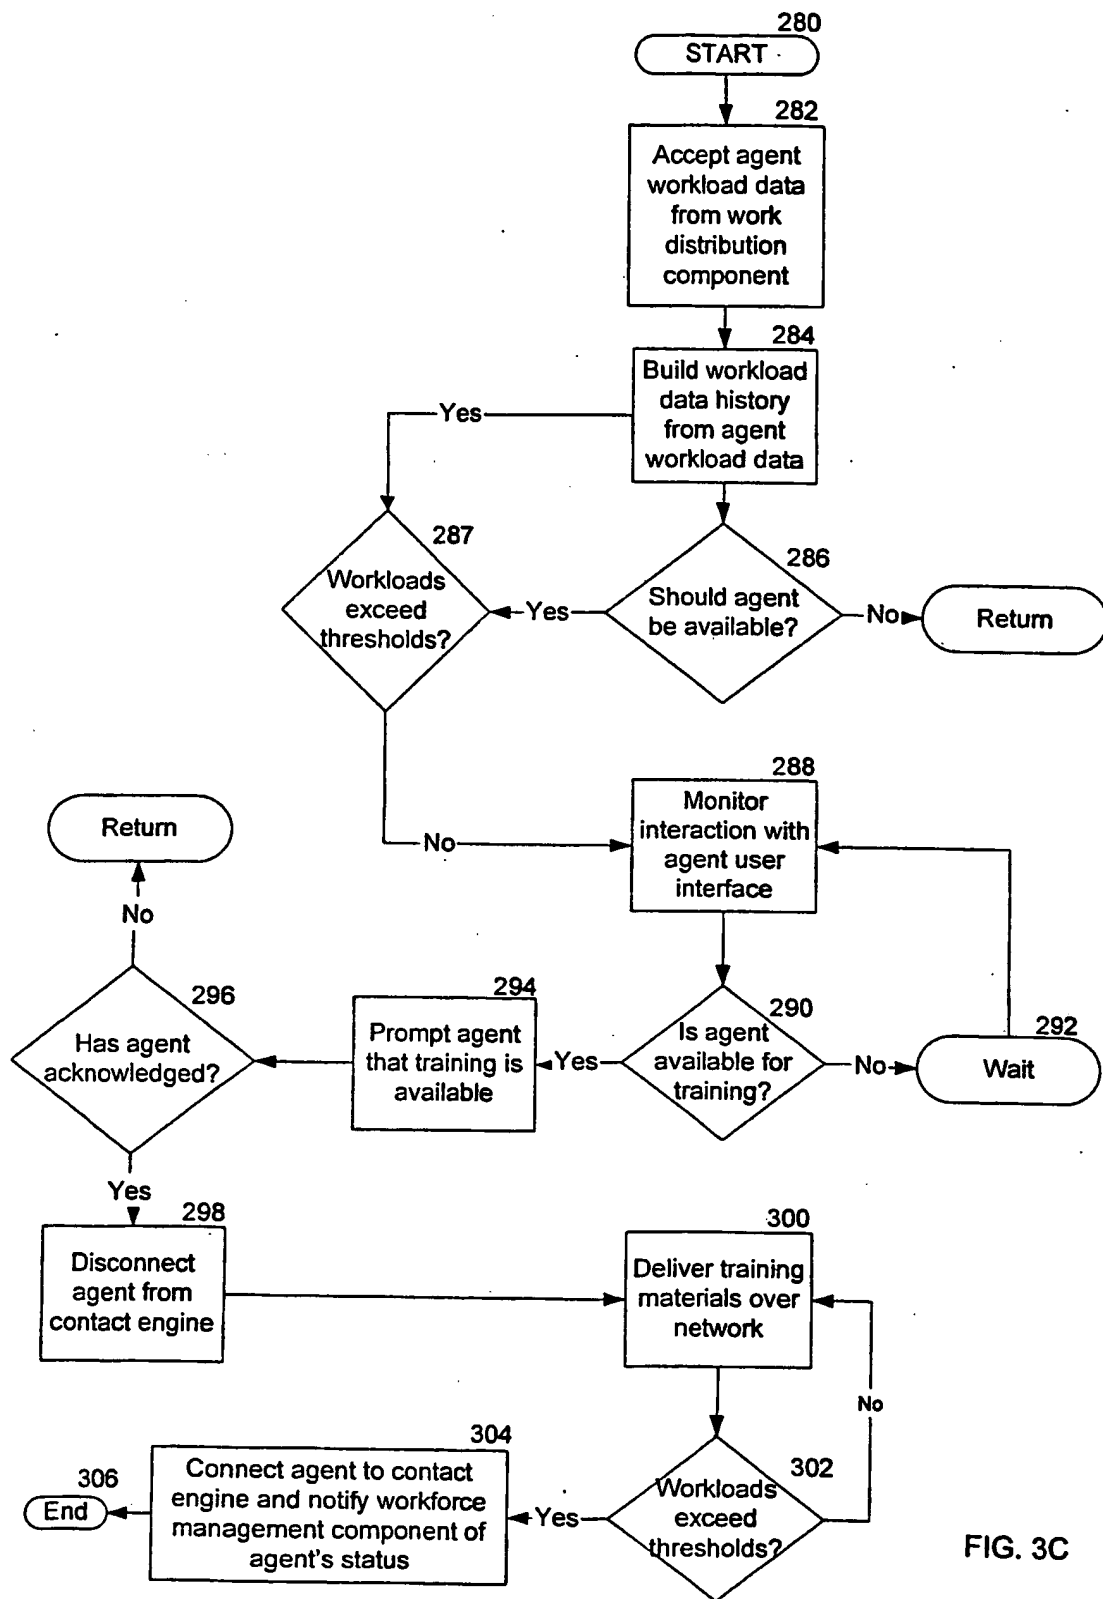 280
START
282
Accept agent
workload data
from work
distribution
component
284
Build workload
data history
from agent
workload data
Yes
287
Workloads
exceed
thresholds?
Yes
286
Should agent
be available?
No
Return
288
Monitor
interaction with
agent user
interface
No
Return
No
296
Has agent
acknowledged?
294
Prompt agent
that training is
available
Yes
290
Is agent
available for
training?
No
292
Wait
Yes
298
Disconnect
agent from
contact engine
300
Deliver training
materials over
network
No
302
Workloads
exceed
thresholds?
Yes
304
Connect agent to contact
engine and notify workforce
management component of
agent's status
306
End
FIG. 3C